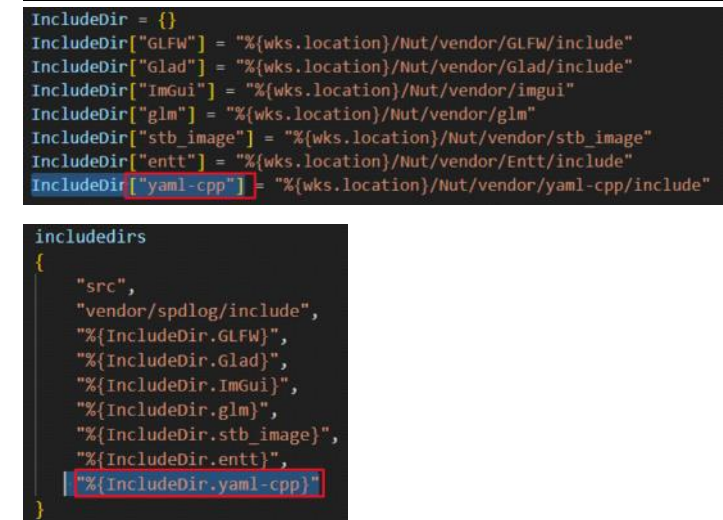 IncludeDir = {}
IncludeDir["GLFW"] = "%{wks.location}/Nut/vendor/GLFW/include"
IncludeDir["Glad"] = "%{wks.location}/Nut/vendor/Glad/include"
IncludeDir["ImGui"] = "%{wks.location}/Nut/vendor/imgui"
IncludeDir["glm"] = "%{wks.location}/Nut/vendor/glm"
IncludeDir["stb_image"] = "%{wks.location}/Nut/vendor/stb_image"
IncludeDir["entt"] = "%{wks.location}/Nut/vendor/Entt/include"
IncludeDir["yaml-cpp"] = "%{wks.location}/Nut/vendor/yaml-cpp/include"
includedirs
{
"src",
"vendor/spdlog/include",
"%{IncludeDir.GLFW}",
"%{IncludeDir.Glad}",
"%{IncludeDir.ImGui}",
"%{IncludeDir.glm}",
"%{IncludeDir.stb_image}",
"%{IncludeDir.entt}",
"%{IncludeDir.yaml-cpp}"
}